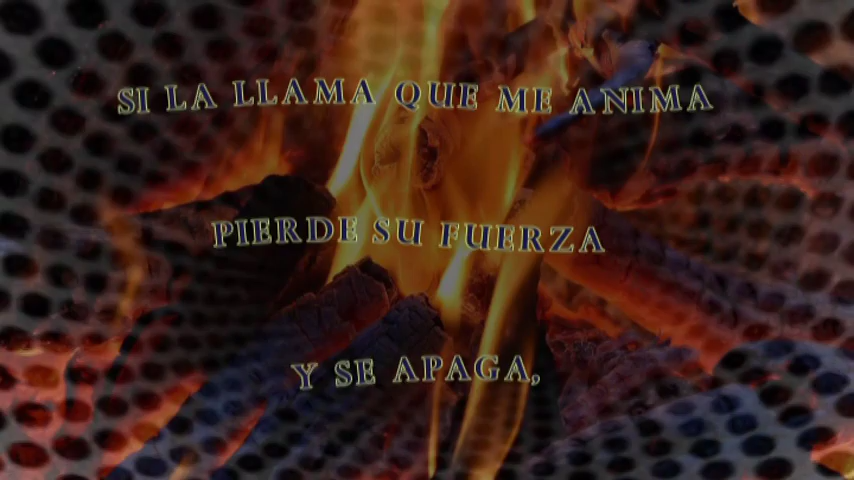 SI LA LLAMA QUE ME ANIMA
PIERDE SU FUERZA
Y SE APAGA,